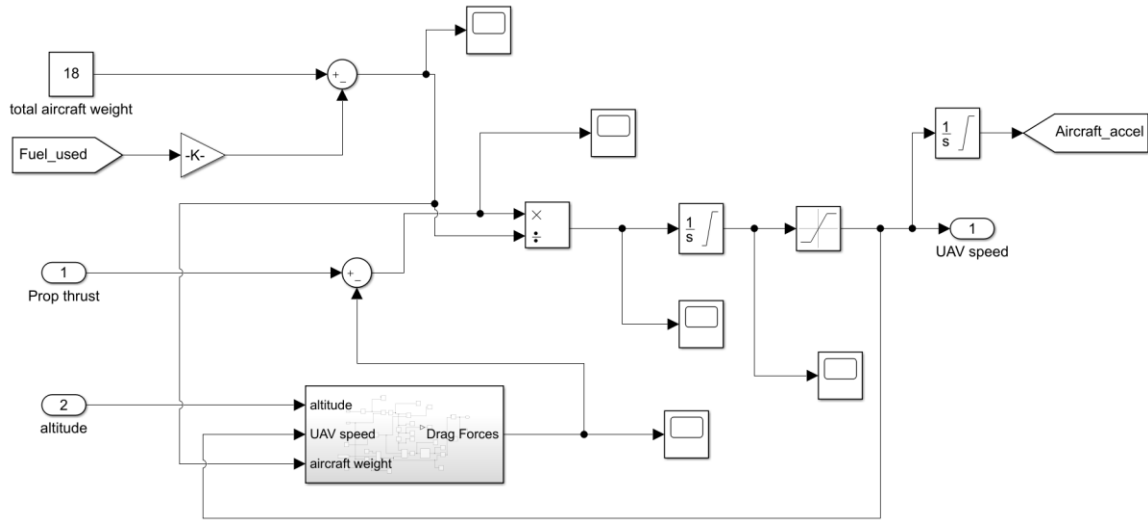 18
total aircraft weight
Fuel_used
-K-
+
−
1
Prop thrust
+
−
×
÷
1
s
1
s
1
s
Aircraft_accel
1
UAV speed
2
altitude
altitude
UAV speed
aircraft weight
Drag Forces